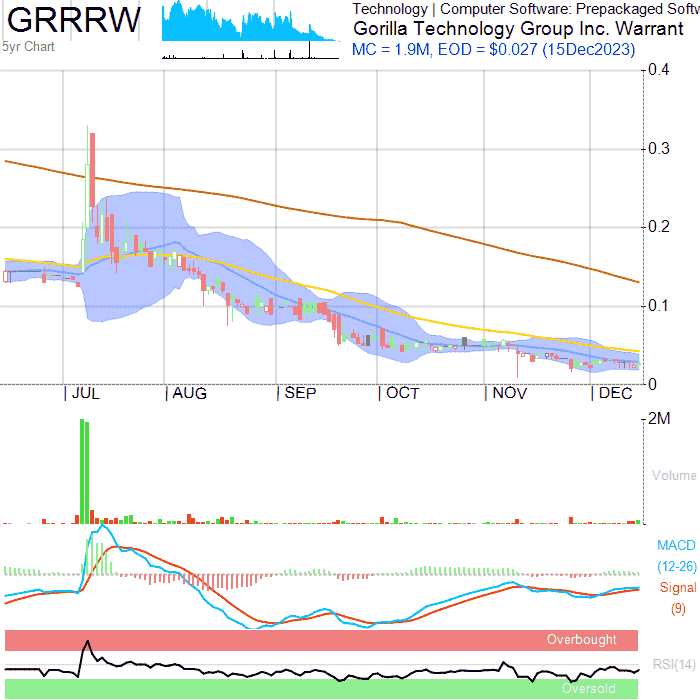 GRRRW
5yr Chart
Technology | Computer Software: Prepackaged Softw
Gorilla Technology Group Inc. Warrant
MC = 1.9M, EOD = $0.027 (15Dec2023)
0.4
0.3
0.2
0.1
0
JUL AUG SEP OCT NOV DEC
2M
Volume
MACD
(12-26)
Signal
(9)
Overbought
RSI(14)
Oversold